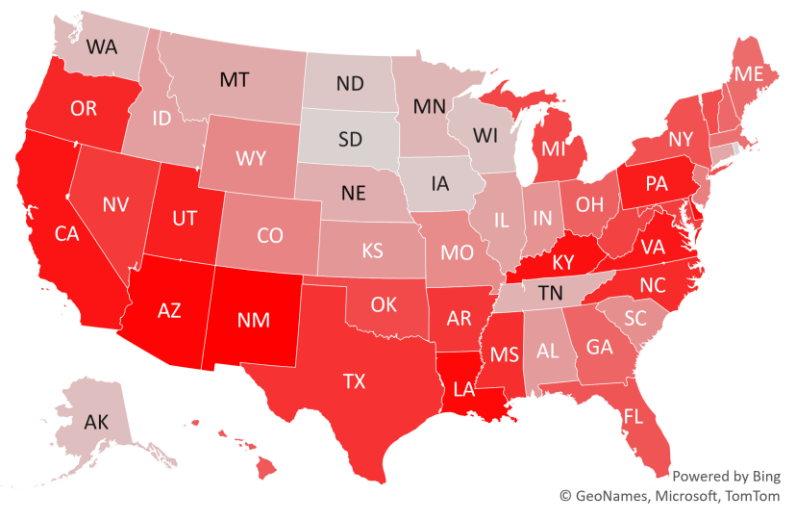 WA
MT
ND
MN
ME
OR
ID
SD
WI
MI
NY
WY
IA
PA
NV
UT
NE
IL
IN
OH
CA
CO
KS
MO
KY
VA
AZ
NM
OK
TN
NC
AR
SC
MS
AL
GA
TX
LA
AK
FL
Powered by Bing
© GeoNames, Microsoft, TomTom